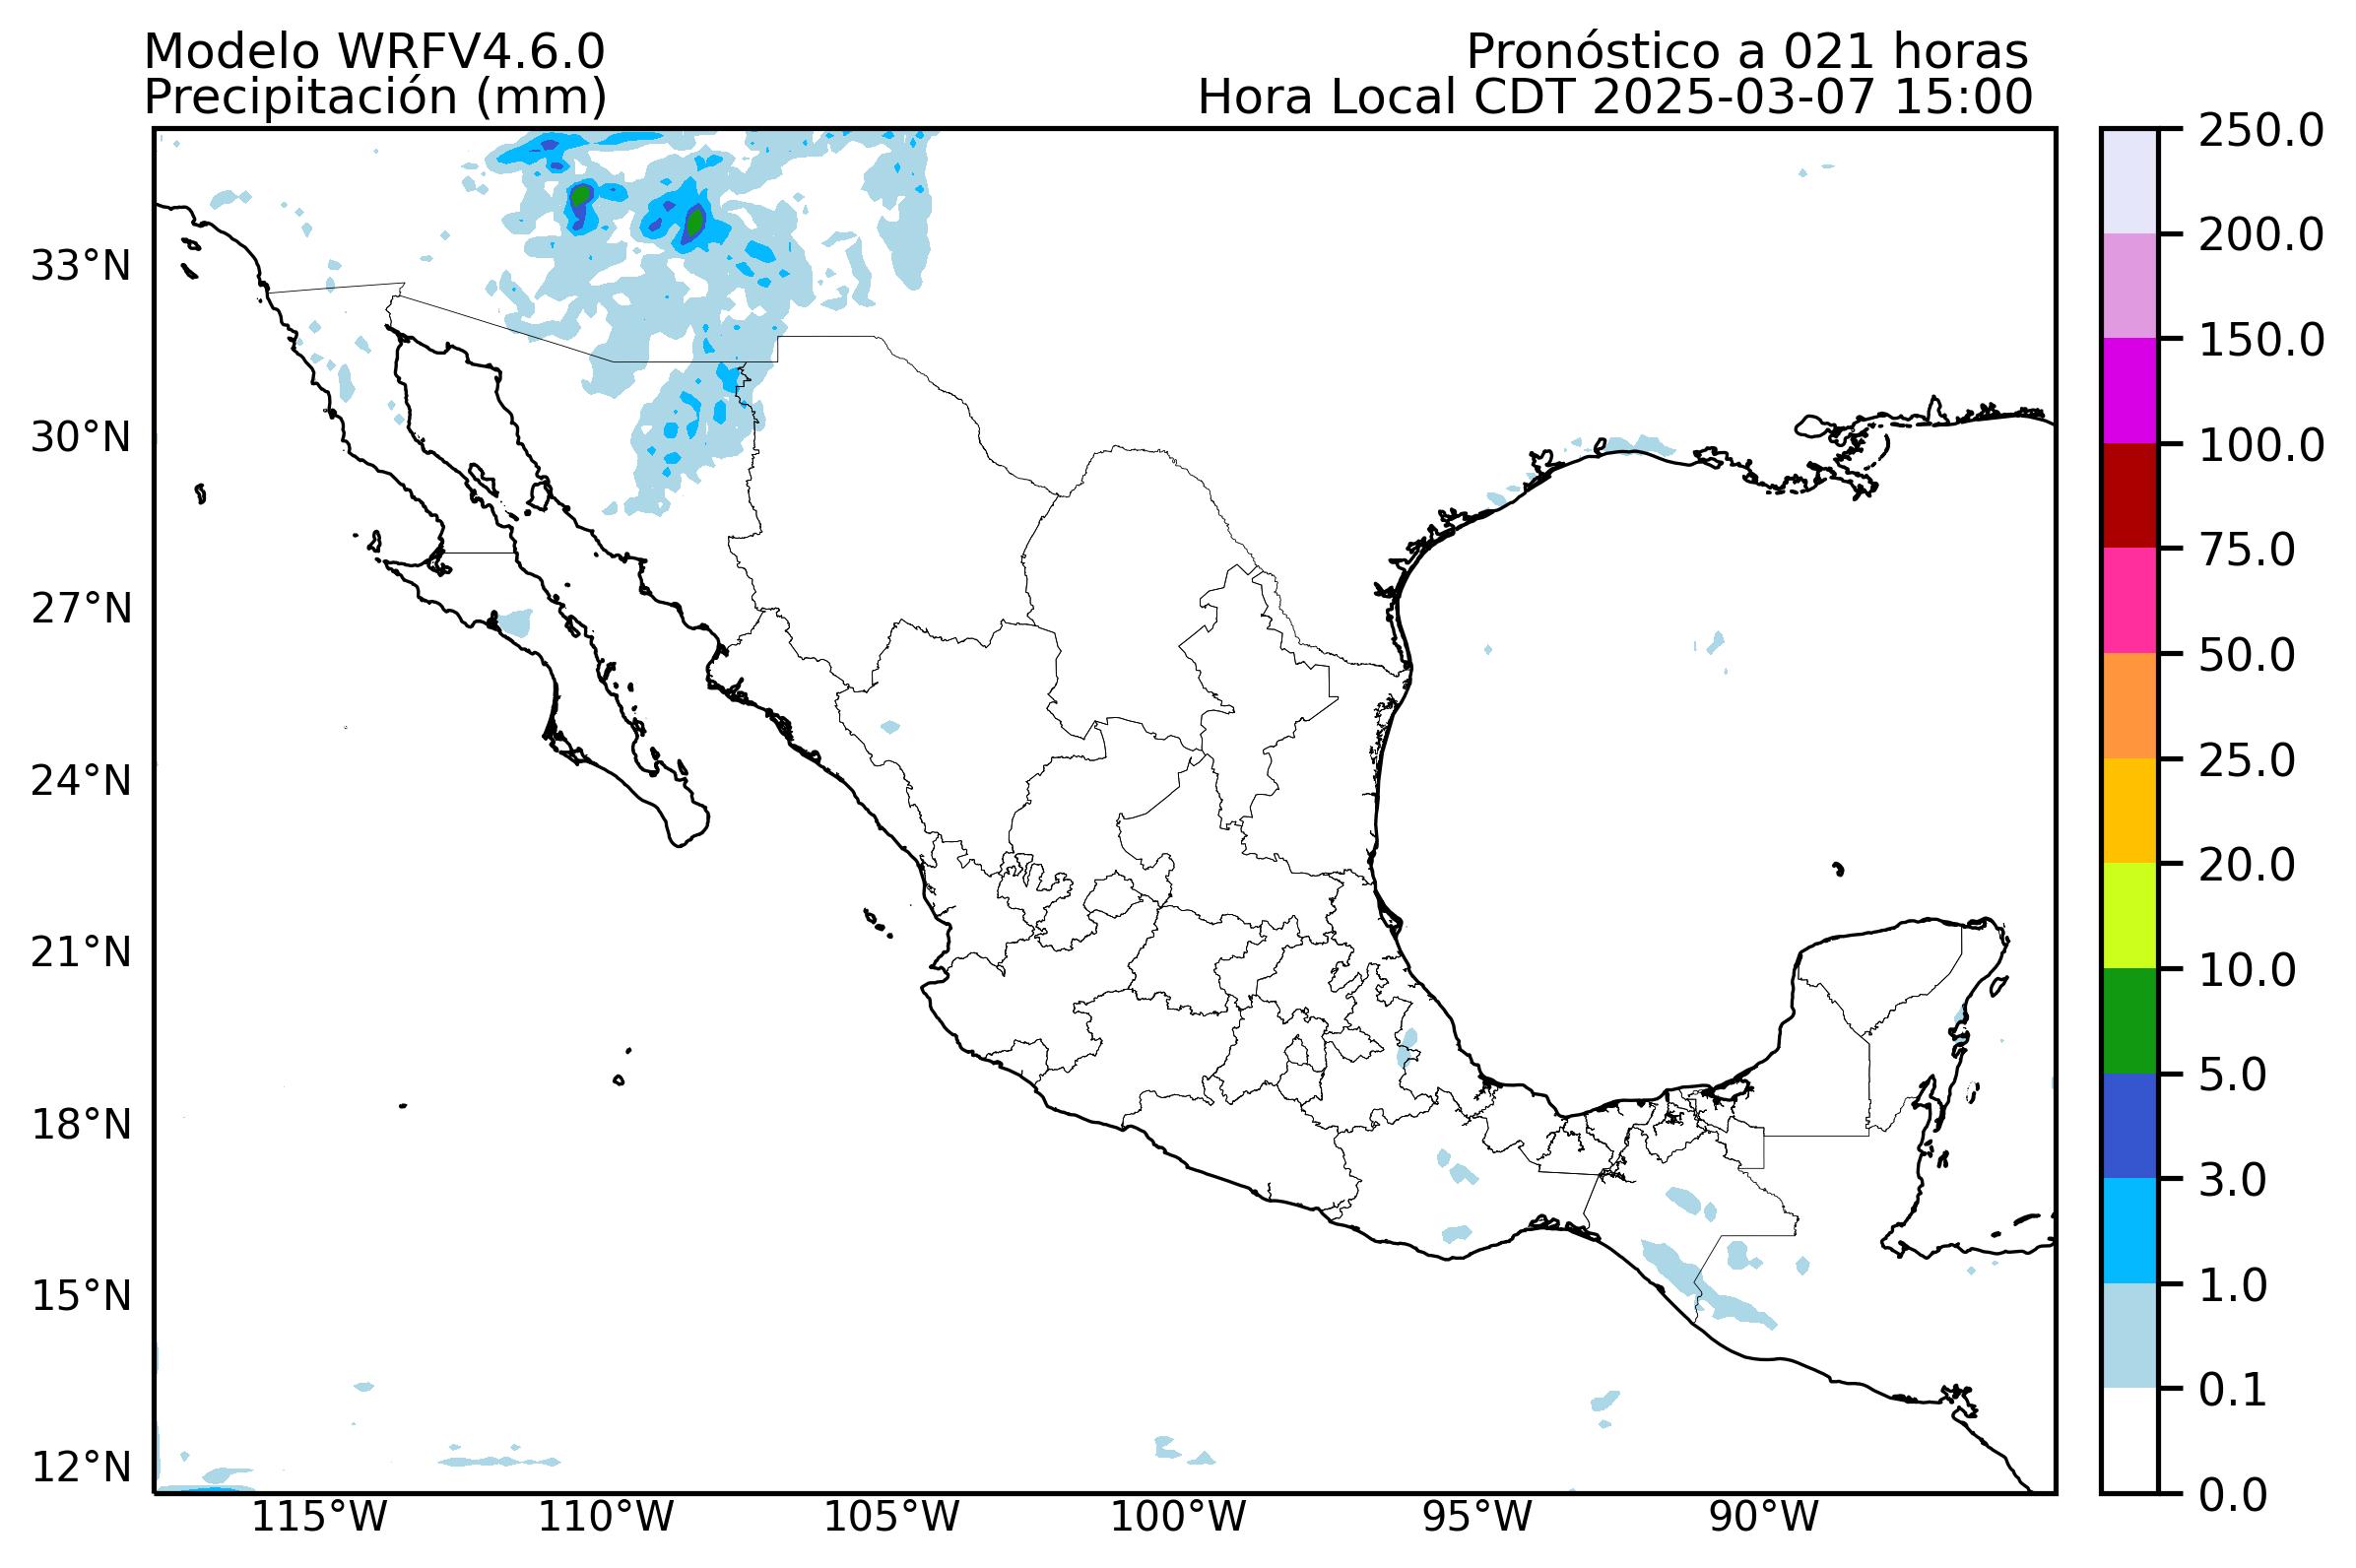 Modelo WRFV4.6.0
Precipitación (mm)
Pronóstico a 021 horas
Hora Local CDT 2025-03-07 15:00
33°N
30°N
27°N
24°N
21°N
18°N
15°N
12°N
115°W
110°W
105°W
100°W
95°W
90°W
250.0
200.0
150.0
100.0
75.0
50.0
25.0
20.0
10.0
5.0
3.0
1.0
0.1
0.0